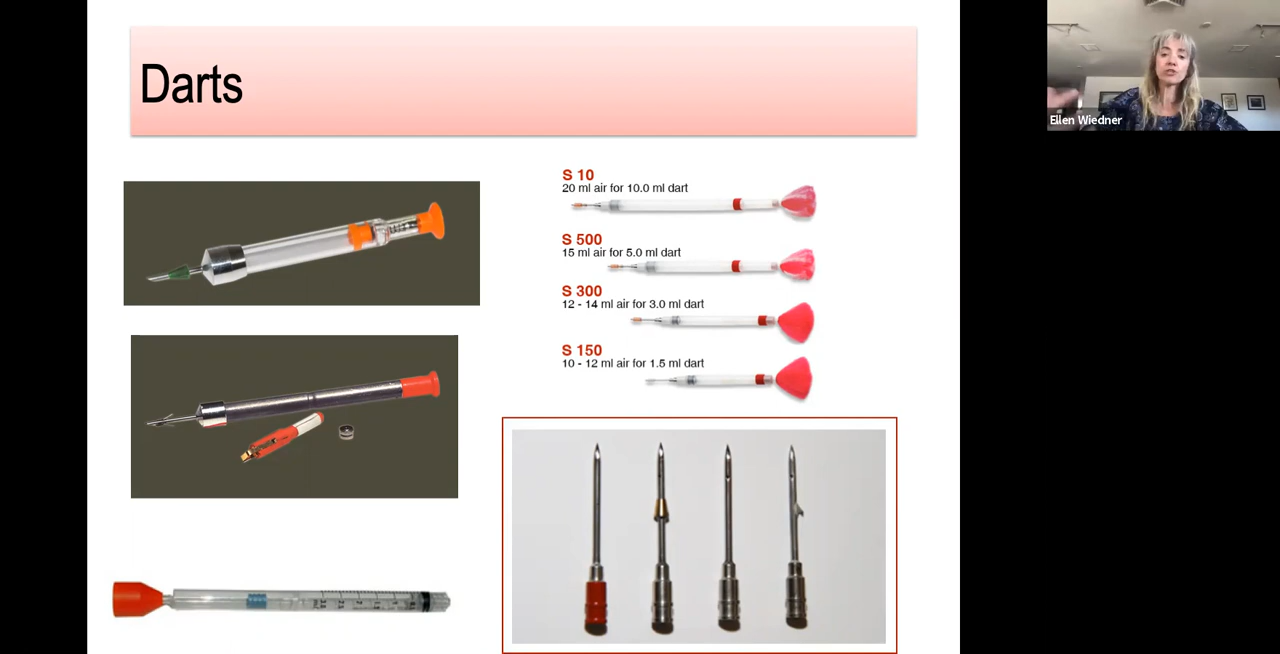 Darts
Ellen Wiedner
S 10
20 ml air for 10.0 ml dart
S 500
15 ml air for 5.0 ml dart
S 300
12 - 14 ml air for 3.0 ml dart
S 150
10 - 12 ml air for 1.5 ml dart